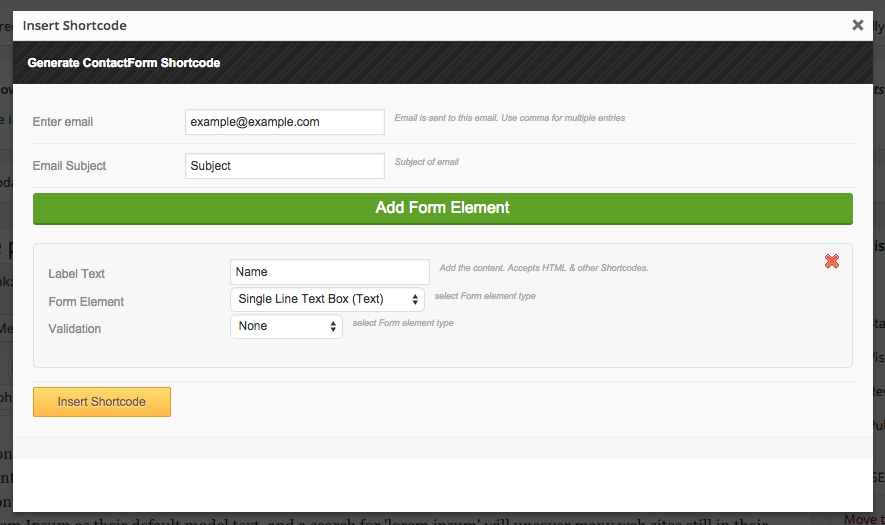 Insert Shortcode
Generate ContactForm Shortcode
Enter email example@example.com Email is sent to this email. Use comma for multiple entries
Email Subject Subject Subject of email
Add Form Element
Label Text Name Add the content. Accepts HTML & other Shortcodes.
Form Element Single Line Text Box (Text) select Form element type
Validation None select Form element type
Insert Shortcode